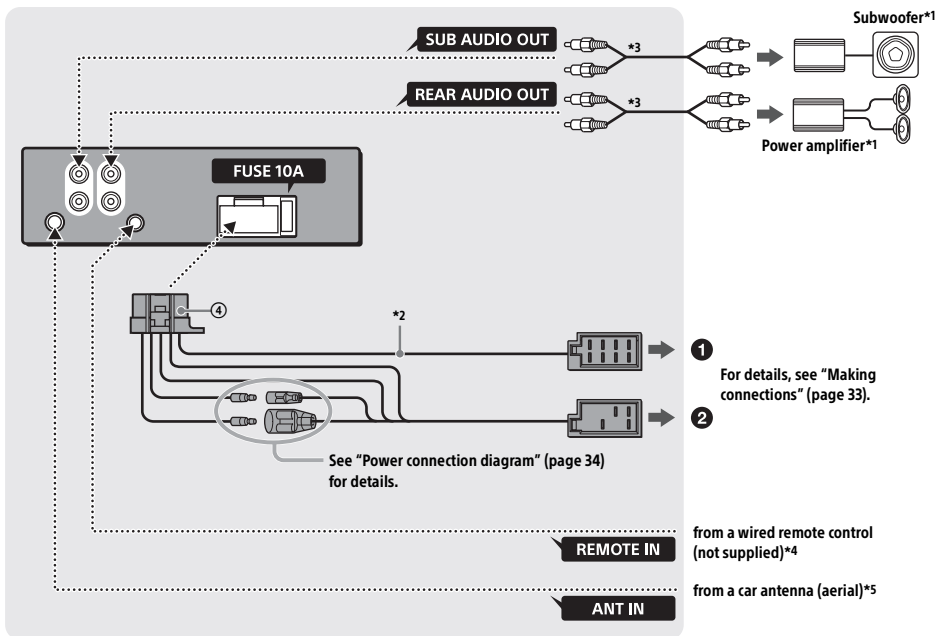 Subwoofer*1
SUB AUDIO OUT
*3
REAR AUDIO OUT
*3
Power amplifier*1
FUSE 10A
④
*2
❶
For details, see “Making
connections” (page 33).
❷
See “Power connection diagram” (page 34)
for details.
from a wired remote control
(not supplied)*4
REMOTE IN
from a car antenna (aerial)*5
ANT IN